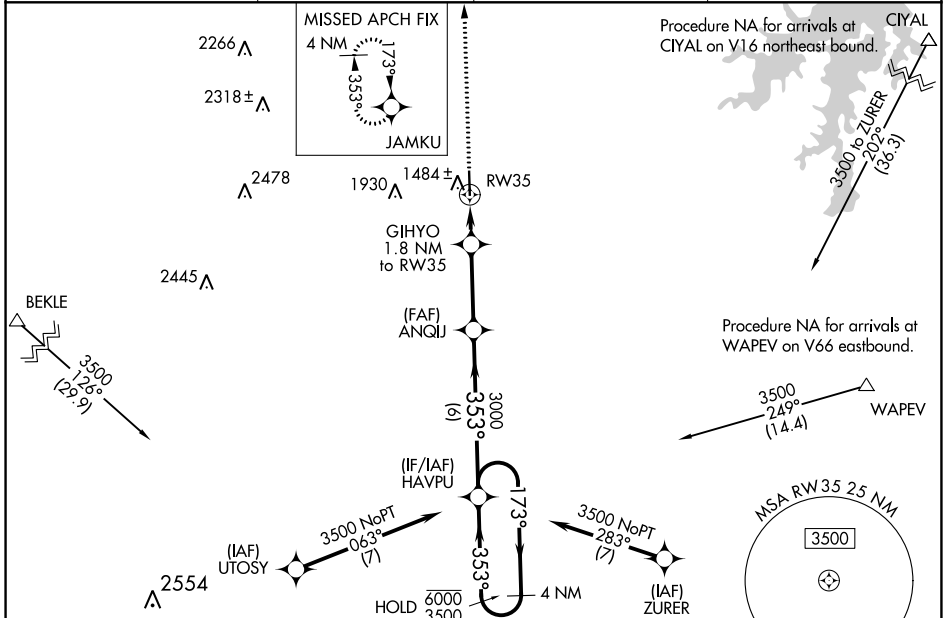 MISSED APCH FIX
4 NM
173°
353°
JAMKU
2266
2318±
2478
1930
1484±
RW35
2445
GIHYO
1.8 NM
to RW35
(FAF)
ANQIJ
Procedure NA for arrivals at
CIYAL on V16 northeast bound.
CIYAL
3500 to ZURER
202°
(36.3)
BEKLE
3500
126°
(29.9)
Procedure NA for arrivals at
WAPEV on V66 eastbound.
3500
249°
(14.4)
WAPEV
3000
353°
(6)
(IF/IAF)
HAVPU
173°
353°
4 NM
HOLD
6000
3500
3500 NoPT
063°
(7)
(IAF)
UTOSY
2554
3500 NoPT
283°
(7)
(IAF)
ZURER
MSA RW35 25 NM
3500